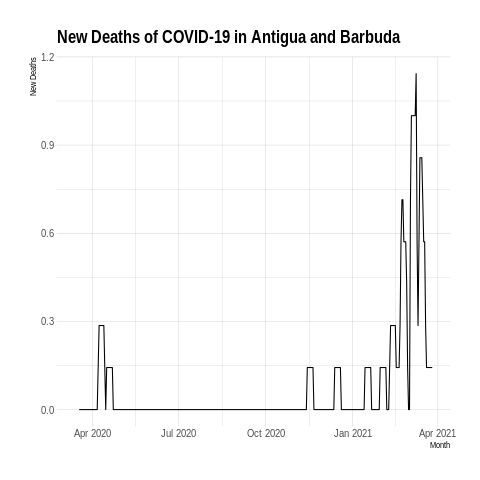 New Deaths of COVID-19 in Antigua and Barbuda
New Deaths
1.2
0.9
0.6
0.3
0.0
Apr 2020 Jul 2020 Oct 2020 Jan 2021 Apr 2021
Month